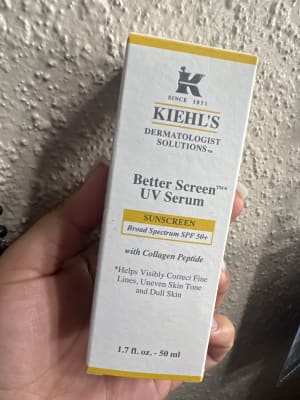 K
SINCE 1851
KIEHL'S
DERMATOLOGIST
SOLUTIONS™
Better Screen™*
UV Serum
SUNSCREEN
Broad Spectrum SPF 50+
with Collagen Peptide
*Helps Visibly Correct Fine
Lines, Uneven Skin Tone
and Dull Skin
1.7 fl. oz. - 50 ml